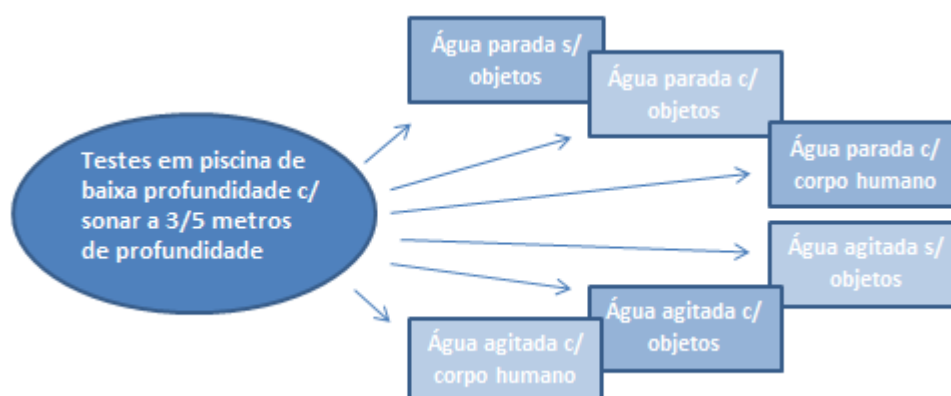 Testes em piscina de
baixa profundidade c/
sonar a 3/5 metros
de profundidade
Água parada s/
objetos
Água parada c/
objetos
Água parada c/
corpo humano
Água agitada s/
objetos
Água agitada c/
objetos
Água agitada c/
corpo humano